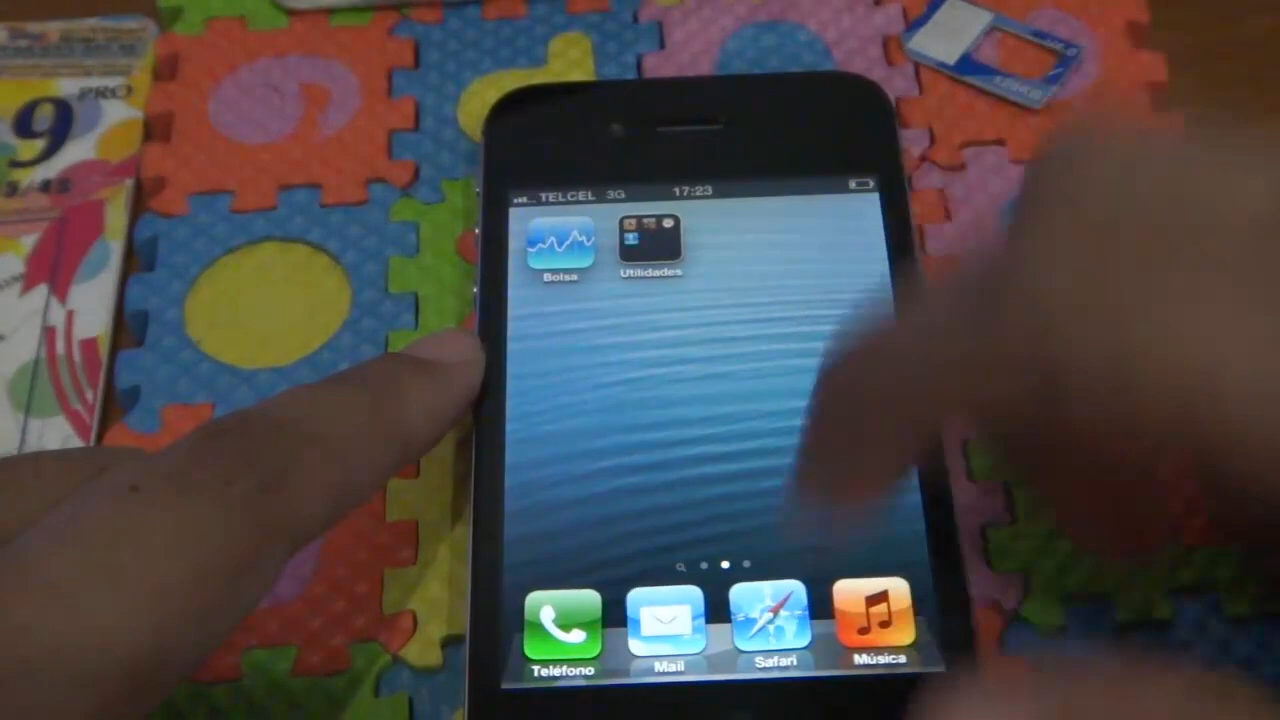 PRO
9
TELCEL 3G 17:23
Bolsa
Utilidades
Teléfono
Mail
Safari
Música